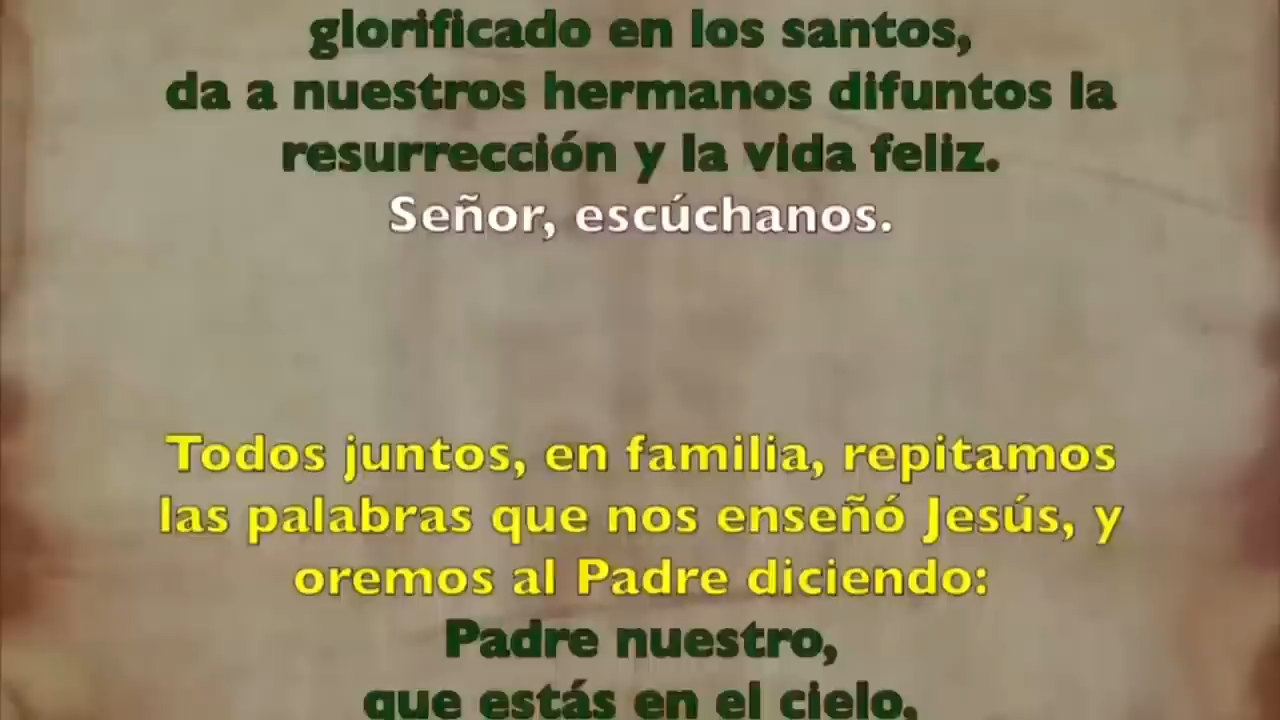 glorificado en los santos,
da a nuestros hermanos difuntos la
resurrección y la vida feliz.
Señor, escúchanos.
Todos juntos, en familia, repitamos
las palabras que nos enseñó Jesús, y
oremos al Padre diciendo:
Padre nuestro,
que estás en el cielo,